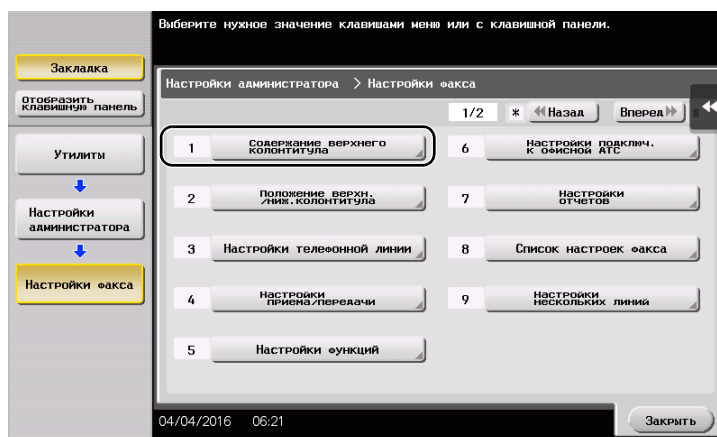 Выберите нужное значение клавишами меню или с клавишной панели.
Закладка
Отобразить
клавишную панель
Утилиты
Настройки
администратора
Настройки факса
Настройки администратора > Настройки факса
1/2 * Назад Вперед
1 Содержание верхнего
колонтитула
2 Положение верхн.
/ниж.колонтитула
3 Настройки телефонной линии
4 Настройки
приема/передачи
5 Настройки функций
6 Настройки подключ.
к офисной АТС
7 Настройки
отчетов
8 Список настроек факса
9 Настройки
нескольких линий
04/04/2016 06:21
Закрыть